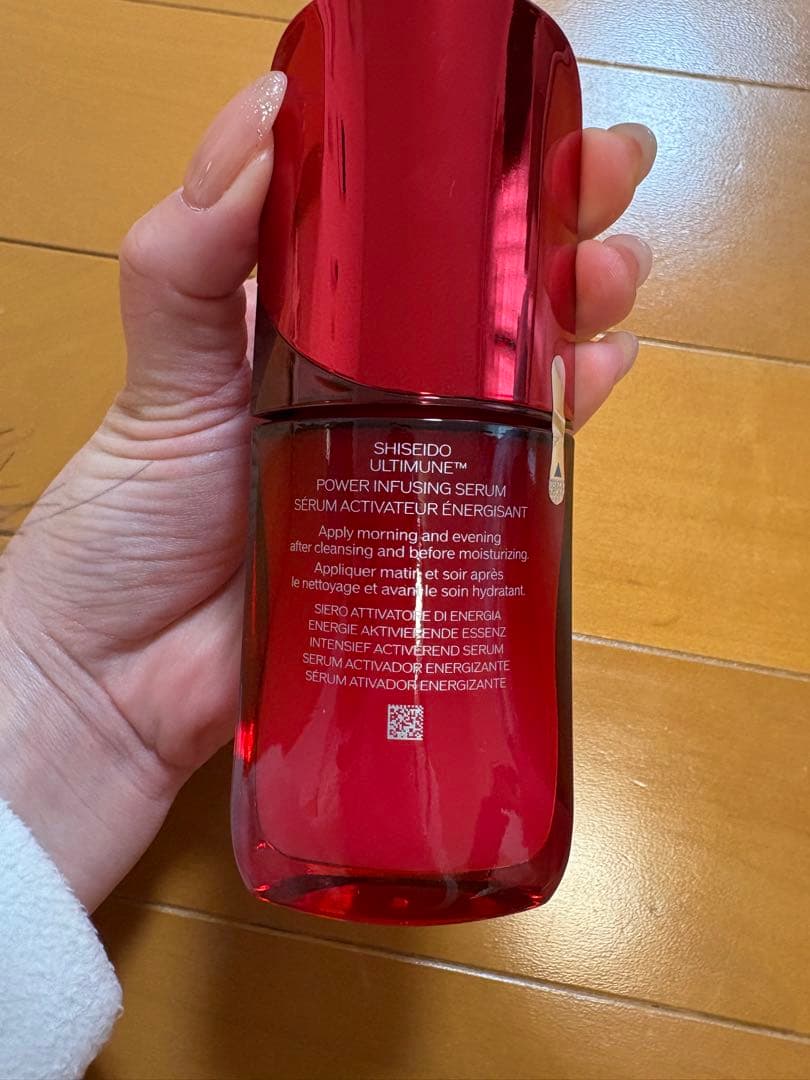 SHISEIDO
ULTIMUNE™
POWER INFUSING SERUM
SÉRUM ACTIVATEUR ÉNERGISANT
Apply morning and evening
after cleansing and before moisturizing.
Appliquer matin et soir après
le nettoyage et avant le soin hydratant.
SIERO ATTIVATORE DI ENERGIA
ENERGIE AKTIVIERENDE ESSENZ
INTENSIEF ACTIVEREND SERUM
SERUM ACTIVADOR ENERGIZANTE
SÉRUM ATIVADOR ENERGIZANTE